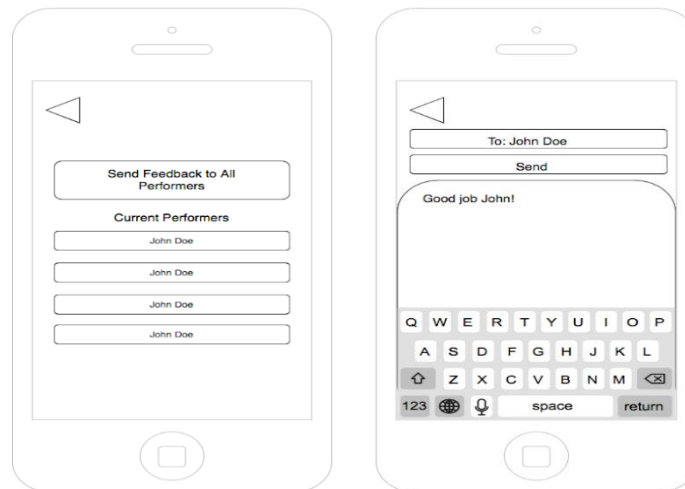 Send Feedback to All
Performers
Current Performers
John Doe
John Doe
John Doe
John Doe
To: John Doe
Send
Good job John!
Q W E R T Y U I O P
A S D F G H J K L
Z X C V B N M
123 space return